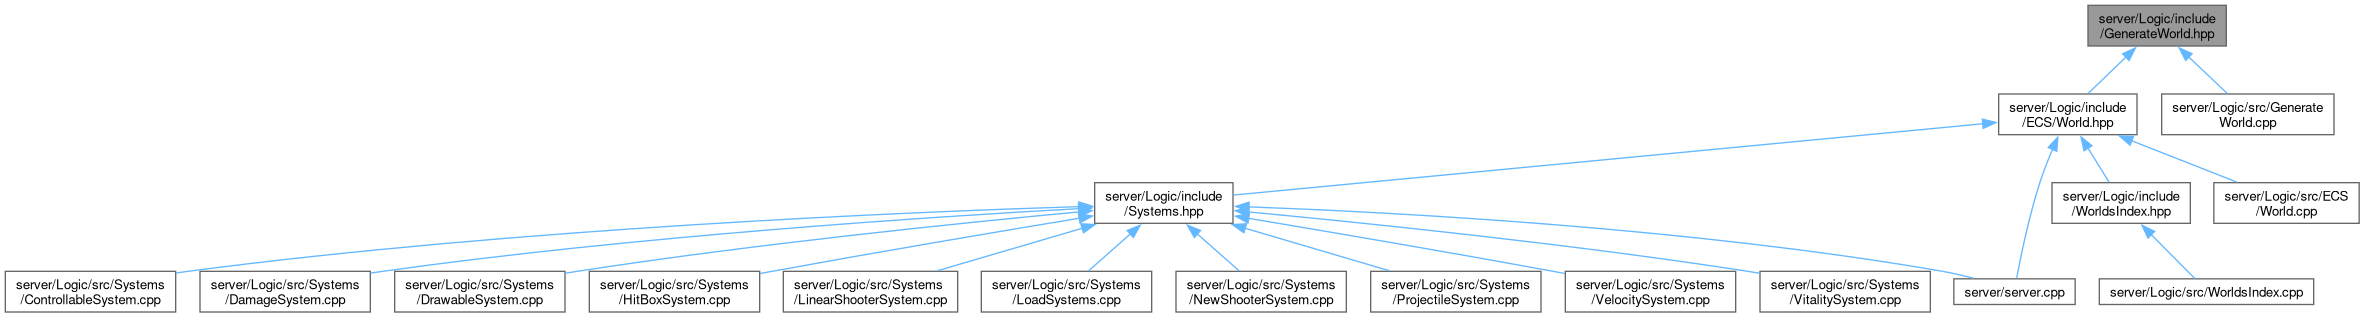 server/Logic/include
/GenerateWorld.hpp
server/Logic/include
/ECS/World.hpp
server/Logic/src/Generate
World.cpp
server/Logic/include
/Systems.hpp
server/Logic/include
/WorldsIndex.hpp
server/Logic/src/ECS
/World.cpp
server/Logic/src/Systems
/ControllableSystem.cpp
server/Logic/src/Systems
/DamageSystem.cpp
server/Logic/src/Systems
/DrawableSystem.cpp
server/Logic/src/Systems
/HitBoxSystem.cpp
server/Logic/src/Systems
/LinearShooterSystem.cpp
server/Logic/src/Systems
/LoadSystems.cpp
server/Logic/src/Systems
/NewShooterSystem.cpp
server/Logic/src/Systems
/ProjectileSystem.cpp
server/Logic/src/Systems
/VelocitySystem.cpp
server/Logic/src/Systems
/VitalitySystem.cpp
server/server.cpp
server/Logic/src/WorldsIndex.cpp